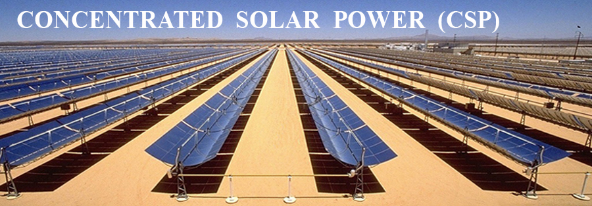 CONCENTRATED SOLAR POWER (CSP)